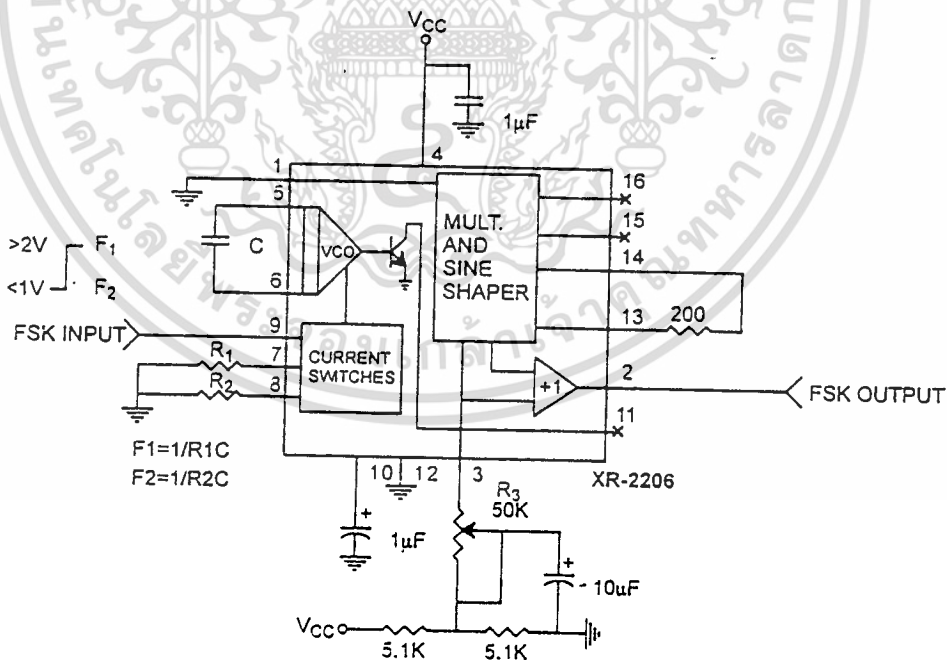 VCC
1µF
1
4
16
5
15
MULT.
AND
SINE
SHAPER
14
>2V
F1
C
VCO
<1V
F2
6
200
13
FSK INPUT
9
R1
7
CURRENT
SWITCHES
R2
8
+1
2
FSK OUTPUT
11
F1=1/R1C
F2=1/R2C
10
12
3
XR-2206
R3
50K
+
1µF
+
10uF
VCC
5.1K
5.1K